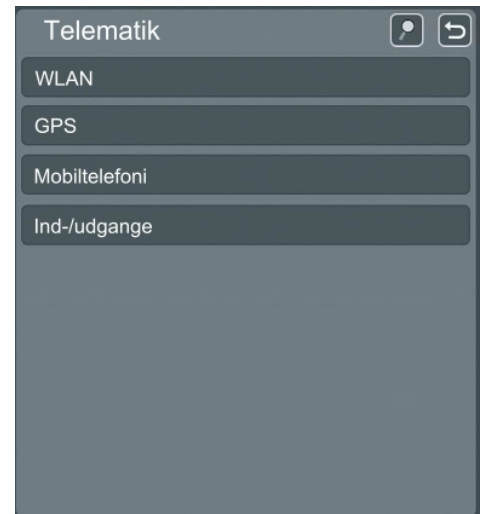 Telematik
WLAN
GPS
Mobiltelefoni
Ind-/udgange